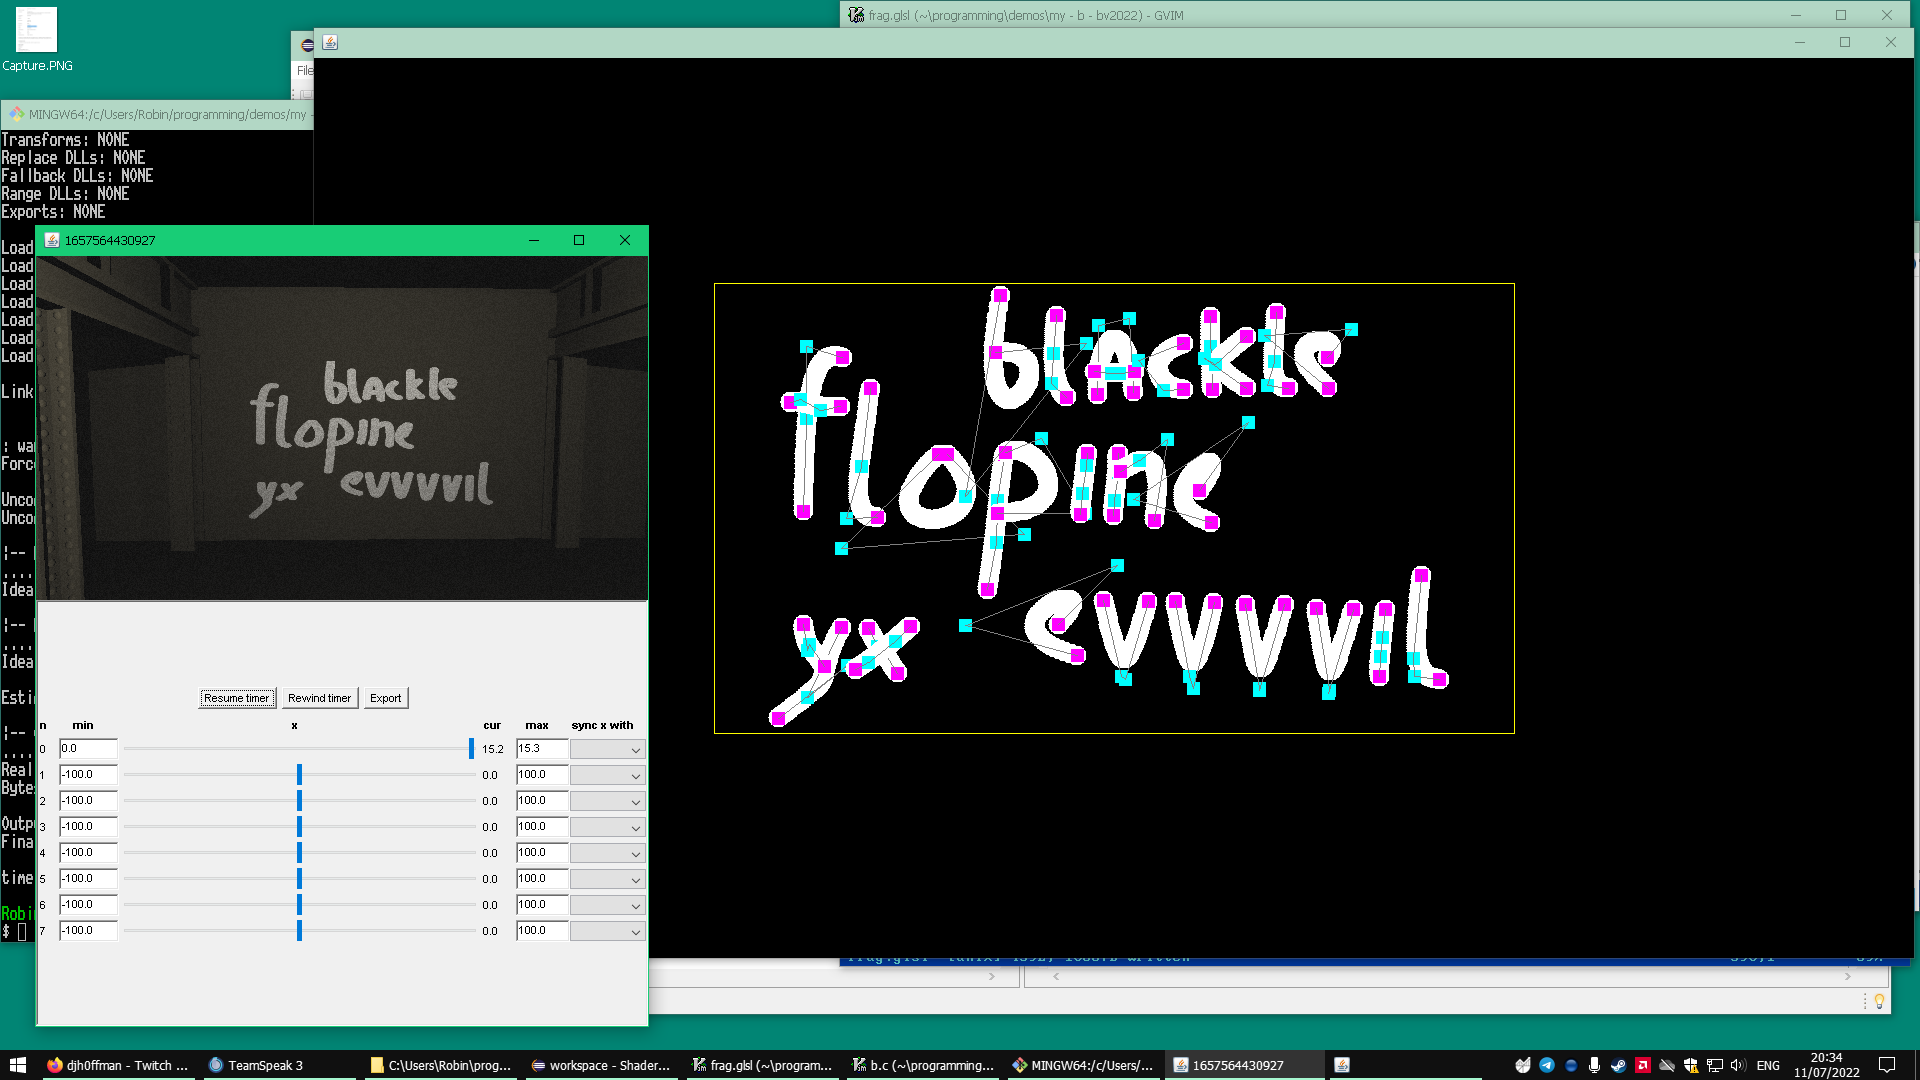 Capture.PNG
frag.glsl (~\programming\demos\my - b - bv2022) - GVIM
File
MINGW64:/c/Users/Robin/programming/demos/my -
Transforms: NONE
Replace DLLs: NONE
Fallback DLLs: NONE
Range DLLs: NONE
Exports: NONE
Load
Load
Load
Load
Load
Load
Load
Link
: wa
Forc
Unco
Unco
Idea
Idea
Esti
Real
Byte
Outp
Fina
time
Robi
$
1657564430927
blAckle
flopine
yx evvvvil
blAckle
flopine
yx evvvvil
Resume timer Rewind timer Export
n min x cur max sync x with
0 0.0 15.2 15.3
1 -100.0 0.0 100.0
2 -100.0 0.0 100.0
3 -100.0 0.0 100.0
4 -100.0 0.0 100.0
5 -100.0 0.0 100.0
6 -100.0 0.0 100.0
7 -100.0 0.0 100.0
djh0ffman - Twitch ...
TeamSpeak 3
C:\Users\Robin\prog...
workspace - Shader...
frag.glsl (~\program...
b.c (~\programming...
MINGW64:/c/Users/...
1657564430927
ENG
20:34
11/07/2022